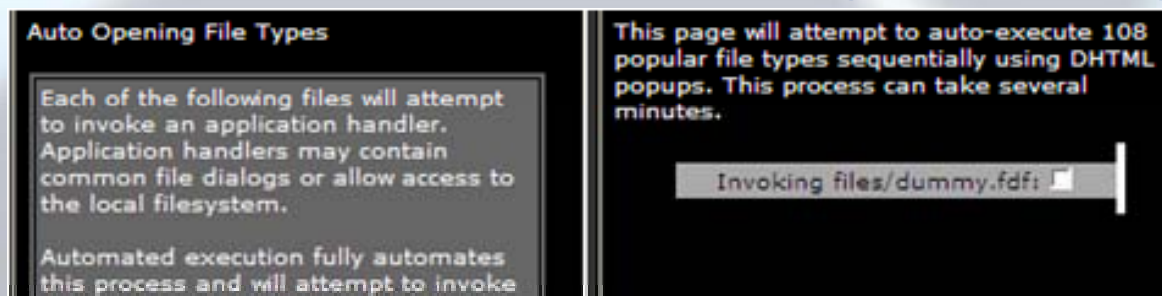 Auto Opening File Types
Each of the following files will attempt
to invoke an application handler.
Application handlers may contain
common file dialogs or allow access to
the local filesystem.
Automated execution fully automates
this process and will attempt to invoke
This page will attempt to auto-execute 108
popular file types sequentially using DHTML
popups. This process can take several
minutes.
Invoking files/dummy.fdf: